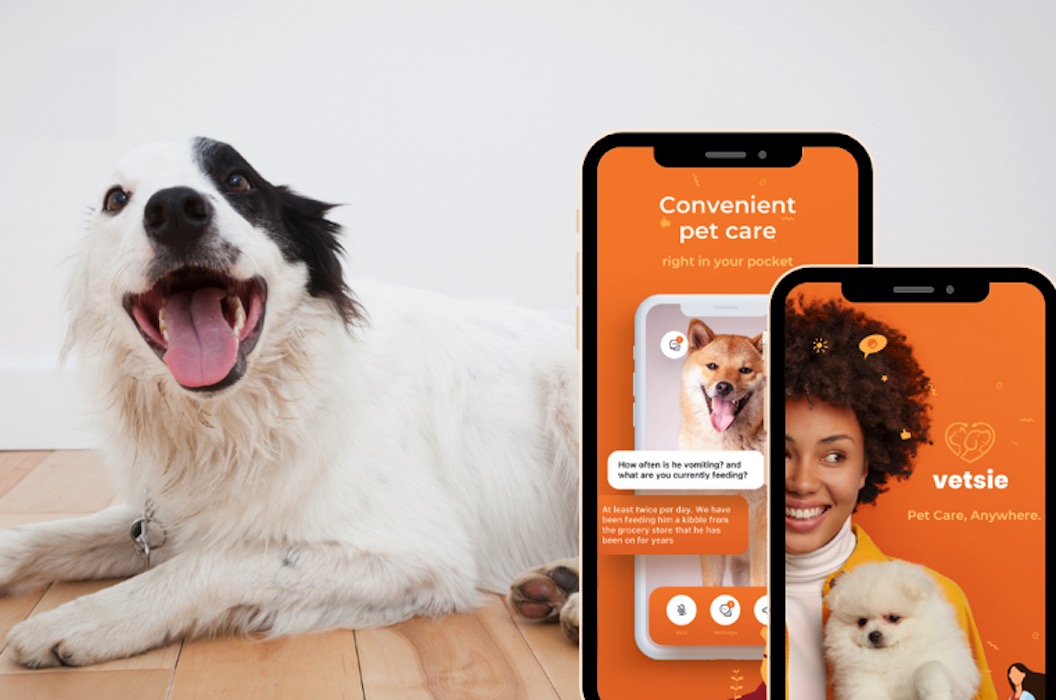 Convenient
pet care
right in your pocket
How often is he vomiting? and
what are you currently feeding?
At least twice per day. We have
been feeding him a kibble from
the grocery store that he has
been on for years
vetsie
Pet Care, Anywhere.